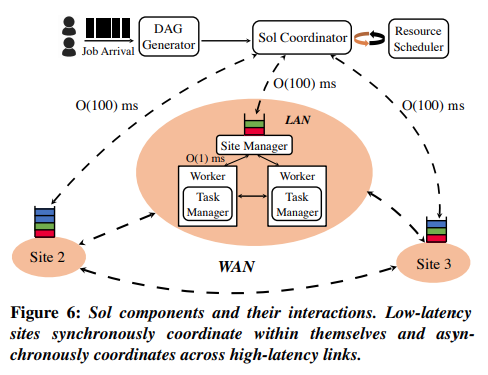 Job Arrival
DAG
Generator
Sol Coordinator
Resource
Scheduler
O(100) ms
O(100) ms
O(100) ms
LAN
Site Manager
O(1) ms
Worker
Worker
Task
Manager
Task
Manager
Site 2
WAN
Site 3
Figure 6: Sol components and their interactions. Low-latency
sites synchronously coordinate within themselves and asyn-
chronously coordinates across high-latency links.